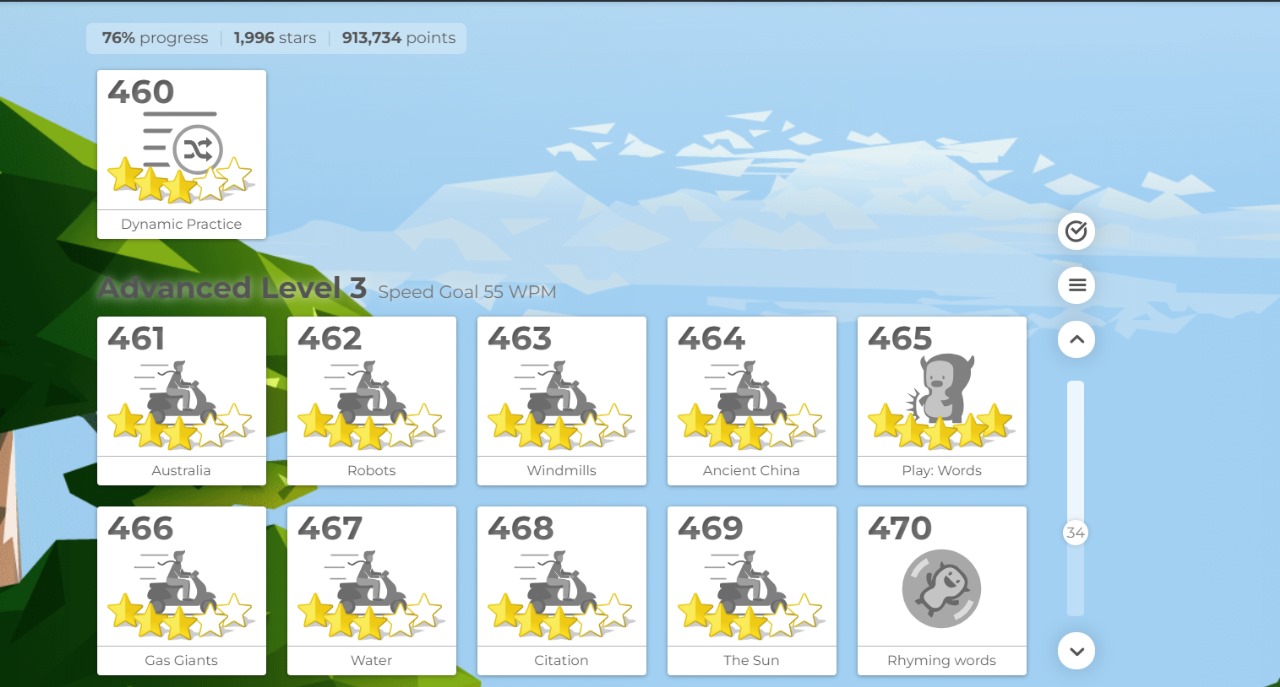 76% progress | 1,996 stars | 913,734 points
460
Dynamic Practice
Advanced Level 3 Speed Goal 55 WPM
461 462 463 464 465
Australia Robots Windmills Ancient China Play: Words
466 467 468 469 470
34
Gas Giants Water Citation The Sun Rhyming words